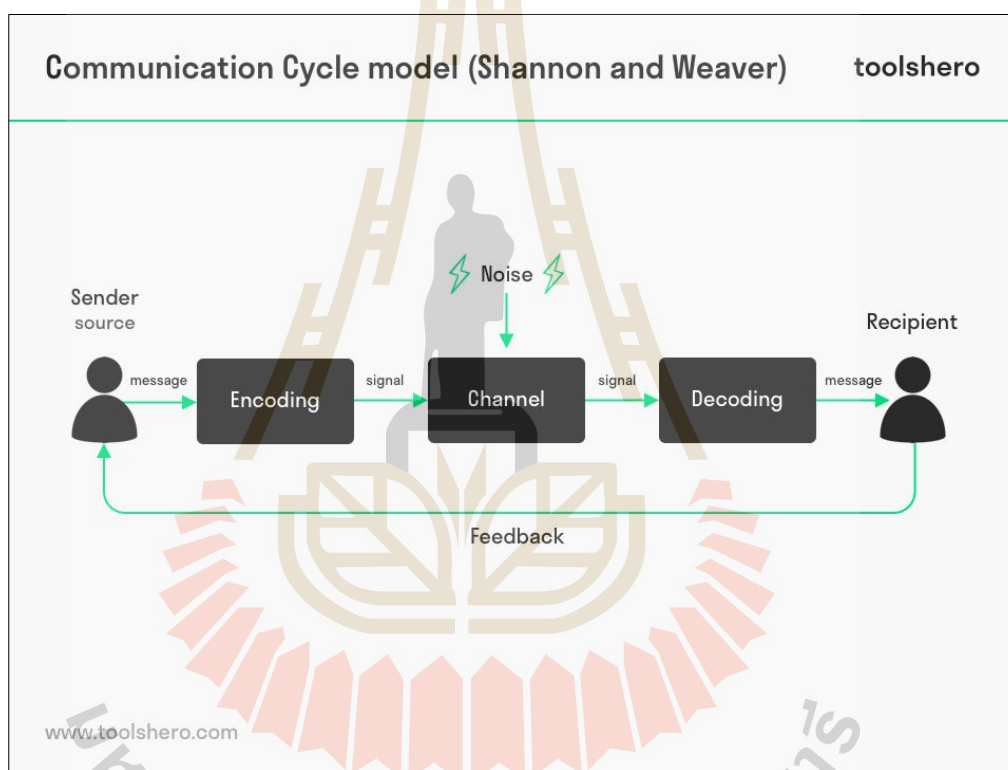 Communication Cycle model (Shannon and Weaver)
toolshero
Noise
Sender
source
Recipient
message
Encoding
signal
Channel
signal
Decoding
message
Feedback
www.toolshero.com